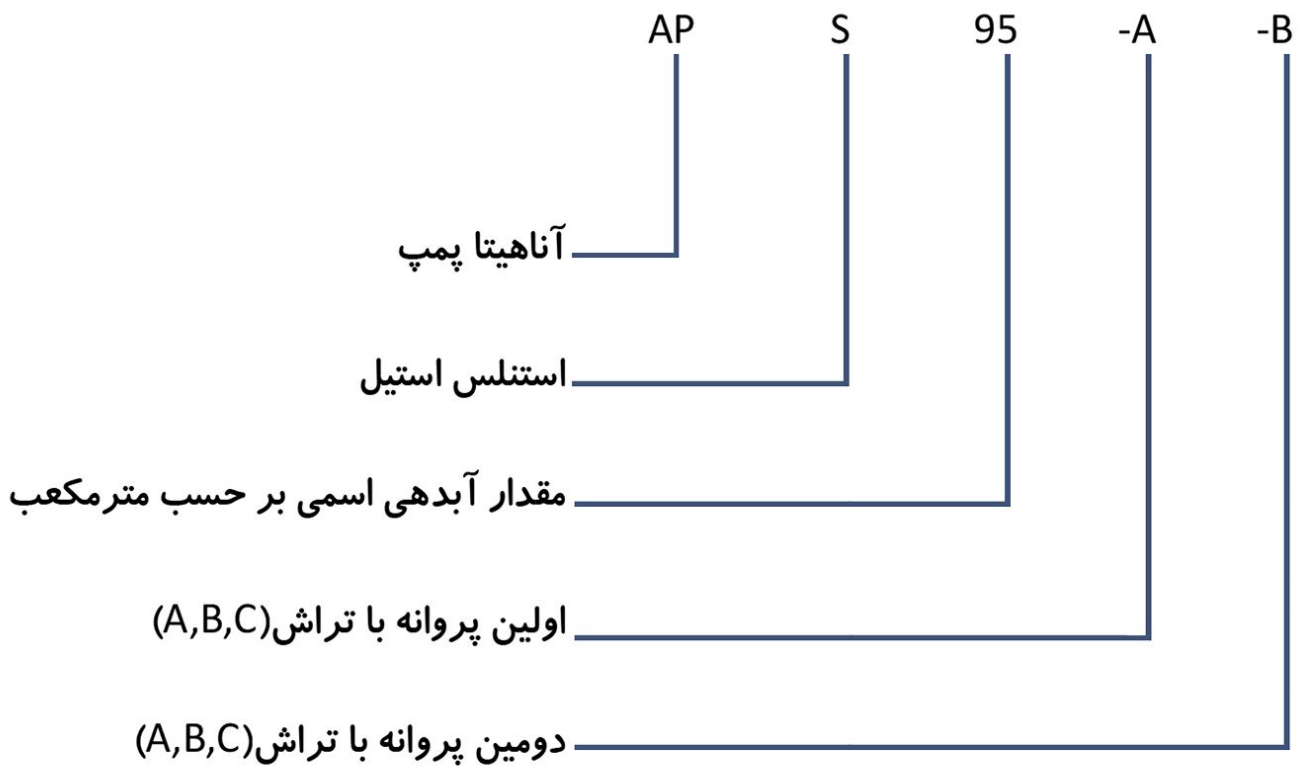 AP S 95 -A -B
آناهیتا پمپ
استنلس استیل
مقدار آبدهی اسمی بر حسب مترمکعب
اولین پروانه با تراش(A,B,C)
دومین پروانه با تراش(A,B,C)